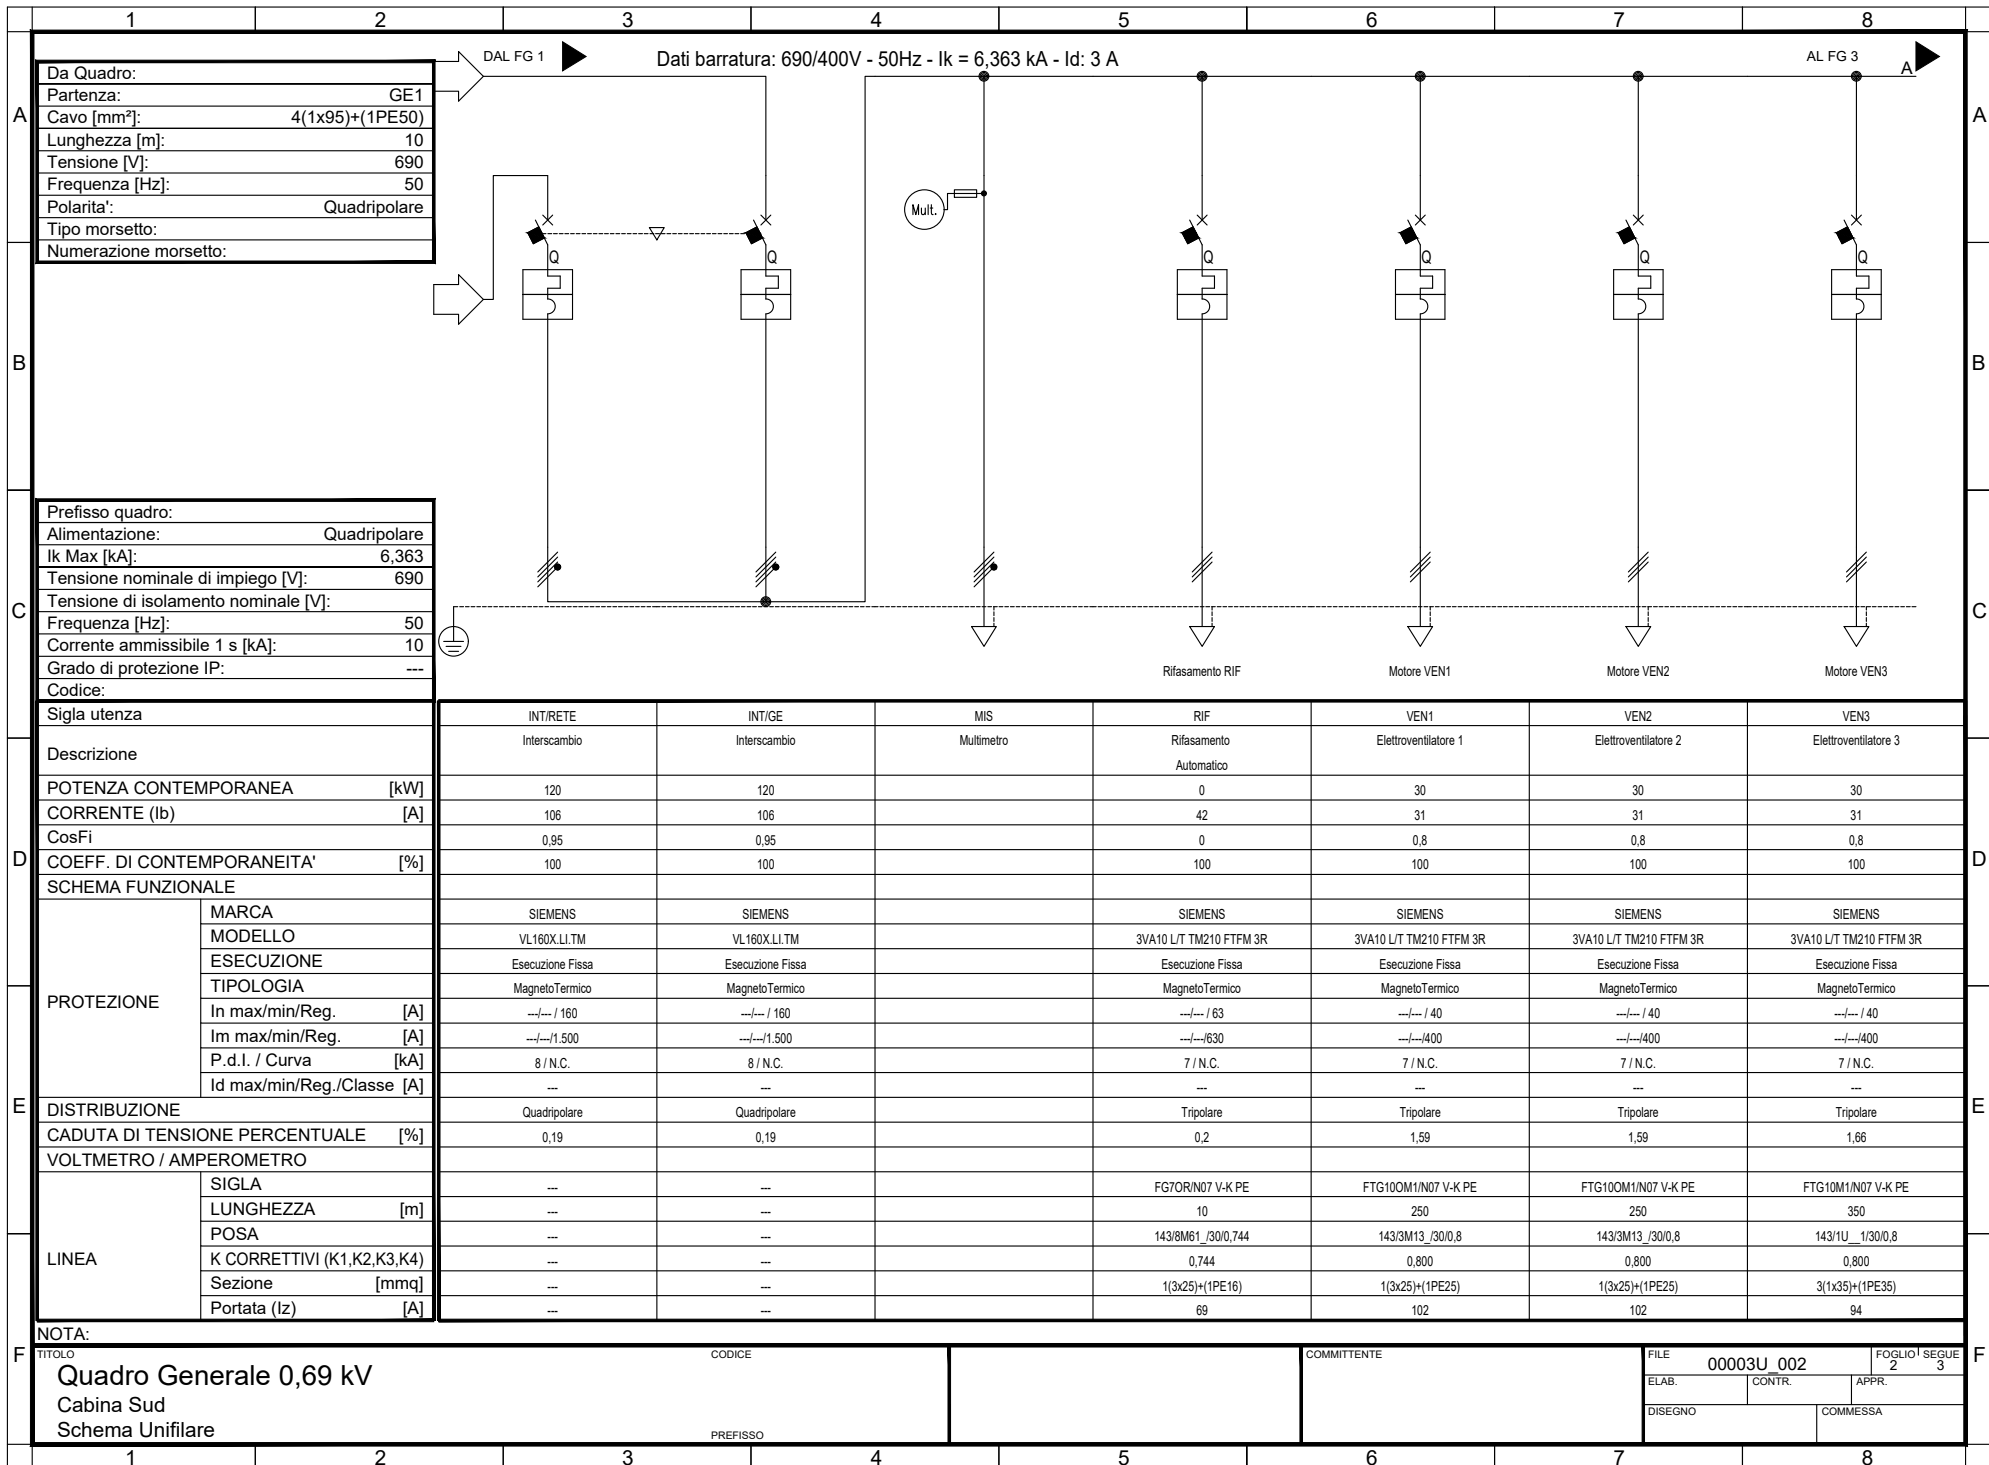 1 2 3 4 5 6 7 8
DAL FG 1 Dati barratura: 690/400V - 50Hz - Ik = 6,363 kA - Id: 3 A AL FG 3 A
Da Quadro:
Partenza: GE1
A Cavo [mm²]: 4(1x95)+(1PE50) A
Lunghezza [m]: 10
Tensione [V]: 690
Frequenza [Hz]: 50
Polarita': Quadripolare
Mult.
Tipo morsetto:
Numerazione morsetto:
Q Q Q Q Q Q
B B
Prefisso quadro:
Alimentazione: Quadripolare
Ik Max [kA]: 6,363
Tensione nominale di impiego [V]: 690
Tensione di isolamento nominale [V]:
C C
Frequenza [Hz]: 50
Corrente ammissibile 1 s [kA]: 10
Grado di protezione IP: ---
Rifasamento RIF Motore VEN1 Motore VEN2 Motore VEN3
Codice:
Sigla utenza INT/RETE INT/GE MIS RIF VEN1 VEN2 VEN3
Descrizione Interscambio Interscambio Multimetro Rifasamento Elettroventilatore 1 Elettroventilatore 2 Elettroventilatore 3
Automatico
POTENZA CONTEMPORANEA [kW] 120 120 0 30 30 30
CORRENTE (Ib) [A] 106 106 42 31 31 31
CosFi 0,95 0,95 0 0,8 0,8 0,8
D COEFF. DI CONTEMPORANEITA' [%] 100 100 100 100 100 100 D
SCHEMA FUNZIONALE
PROTEZIONE
MARCA SIEMENS SIEMENS SIEMENS SIEMENS SIEMENS SIEMENS
MODELLO VL160X.LI.TM VL160X.LI.TM 3VA10 L/T TM210 FTFM 3R 3VA10 L/T TM210 FTFM 3R 3VA10 L/T TM210 FTFM 3R 3VA10 L/T TM210 FTFM 3R
ESECUZIONE Esecuzione Fissa Esecuzione Fissa Esecuzione Fissa Esecuzione Fissa Esecuzione Fissa Esecuzione Fissa
TIPOLOGIA MagnetoTermico MagnetoTermico MagnetoTermico MagnetoTermico MagnetoTermico MagnetoTermico
In max/min/Reg. [A] ---/--- / 160 ---/--- / 160 ---/--- / 63 ---/--- / 40 ---/--- / 40 ---/--- / 40
Im max/min/Reg. [A] ---/---/1.500 ---/---/1.500 ---/---/630 ---/---/400 ---/---/400 ---/---/400
P.d.I. / Curva [kA] 8 / N.C. 8 / N.C. 7 / N.C. 7 / N.C. 7 / N.C. 7 / N.C.
Id max/min/Reg./Classe [A] --- --- --- --- --- ---
E DISTRIBUZIONE Quadripolare Quadripolare Tripolare Tripolare Tripolare Tripolare E
CADUTA DI TENSIONE PERCENTUALE [%] 0,19 0,19 0,2 1,59 1,59 1,66
VOLTMETRO / AMPEROMETRO
LINEA
SIGLA --- --- FG7OR/N07 V-K PE FTG10OM1/N07 V-K PE FTG10OM1/N07 V-K PE FTG10M1/N07 V-K PE
LUNGHEZZA [m] --- --- 10 250 250 350
POSA --- --- 143/8M61_/30/0,744 143/3M13_/30/0,8 143/3M13_/30/0,8 143/1U__1/30/0,8
K CORRETTIVI (K1,K2,K3,K4) --- --- 0,744 0,800 0,800 0,800
Sezione [mmq] --- --- 1(3x25)+(1PE16) 1(3x25)+(1PE25) 1(3x25)+(1PE25) 3(1x35)+(1PE35)
Portata (Iz) [A] --- --- 69 102 102 94
NOTA:
F TITOLO CODICE COMMITTENTE FILE FOGLIO SEGUE F
Quadro Generale 0,69 kV 00003U_002 2 3
ELAB. CONTR. APPR.
Cabina Sud
DISEGNO COMMESSA
Schema Unifilare
PREFISSO
1 2 3 4 5 6 7 8